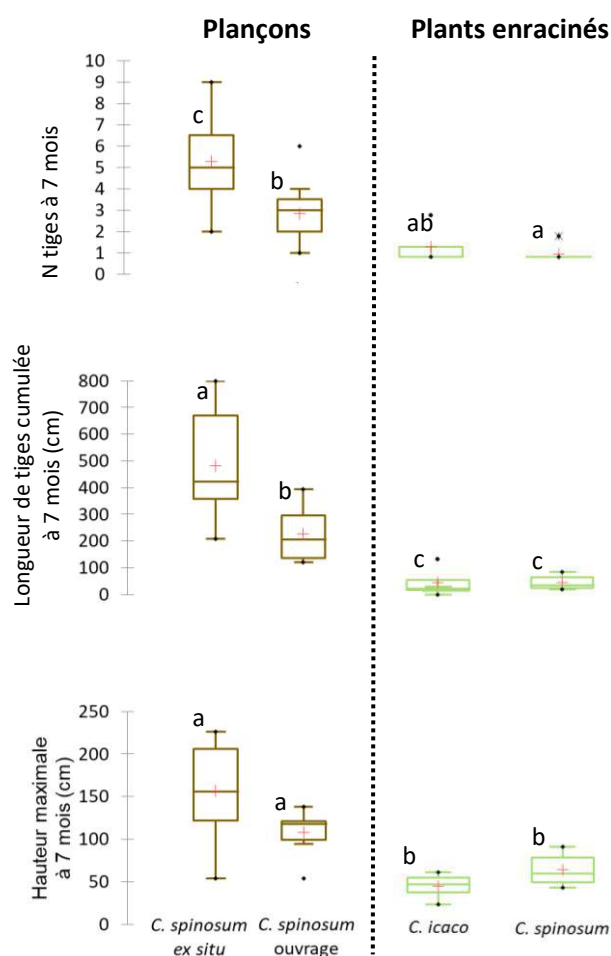 Plançons
Plants enracinés
N tiges à 7 mois
10
9
8
7
6
5
4
3
2
1
0
c
b
ab
a
Longueur de tiges cumulée
à 7 mois (cm)
800
700
600
500
400
300
200
100
0
a
b
c
c
Hauteur maximale
à 7 mois (cm)
250
200
150
100
50
0
a
a
b
b
C. spinosum
ex situ
C. spinosum
ouvrage
C. icaco
C. spinosum